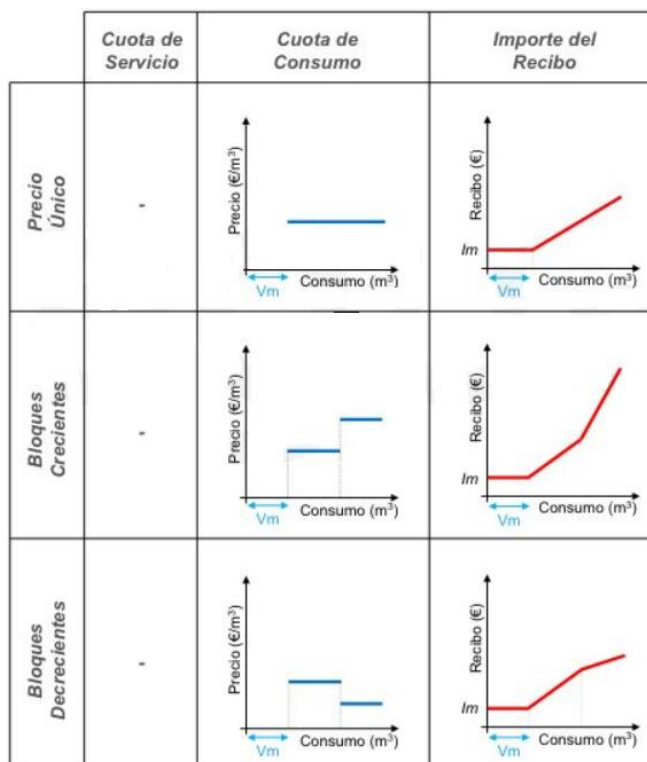 Cuota de
Servicio
Cuota de
Consumo
Importe del
Recibo
Precio
Único
-
Precio (€/m³)
Consumo (m³)
Vm
Recibo (€)
Im
Consumo (m³)
Vm
Bloques
Crecientes
-
Precio (€/m³)
Consumo (m³)
Vm
Recibo (€)
Im
Consumo (m³)
Vm
Bloques
Decrecientes
-
Precio (€/m³)
Consumo (m³)
Vm
Recibo (€)
Im
Consumo (m³)
Vm